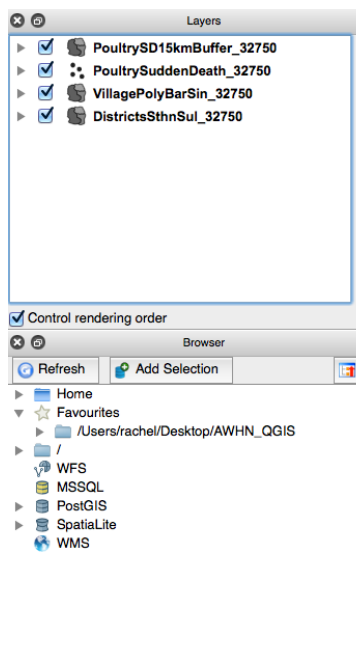 Layers
PoultrySD15kmBuffer_32750
PoultrySuddenDeath_32750
VillagePolyBarSin_32750
DistrictsSthnSul_32750
Control rendering order
Browser
Refresh Add Selection
Home
Favourites
/Users/rachel/Desktop/AWHN_QGIS
/
WFS
MSSQL
PostGIS
SpatiaLite
WMS